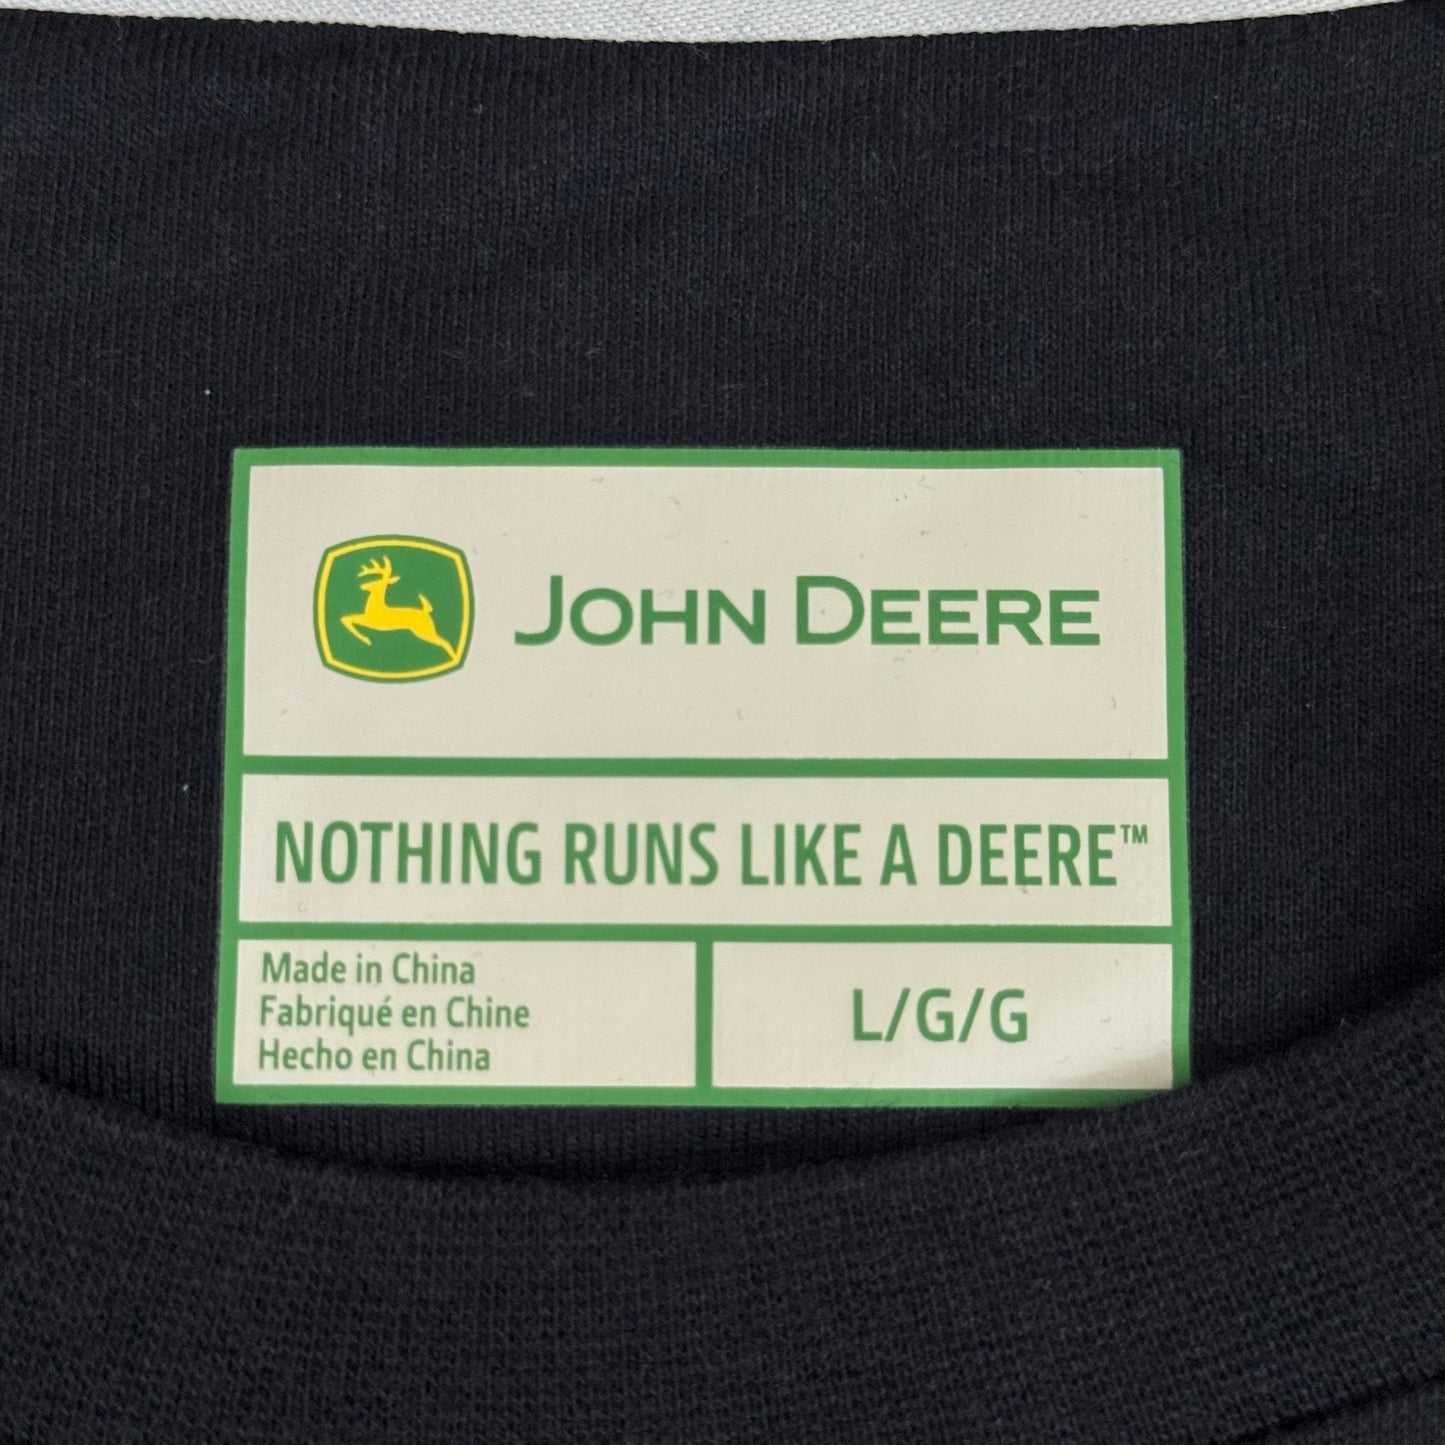 JOHN DEERE
NOTHING RUNS LIKE A DEERE™
Made in China
Fabriqué en Chine
Hecho en China
L/G/G